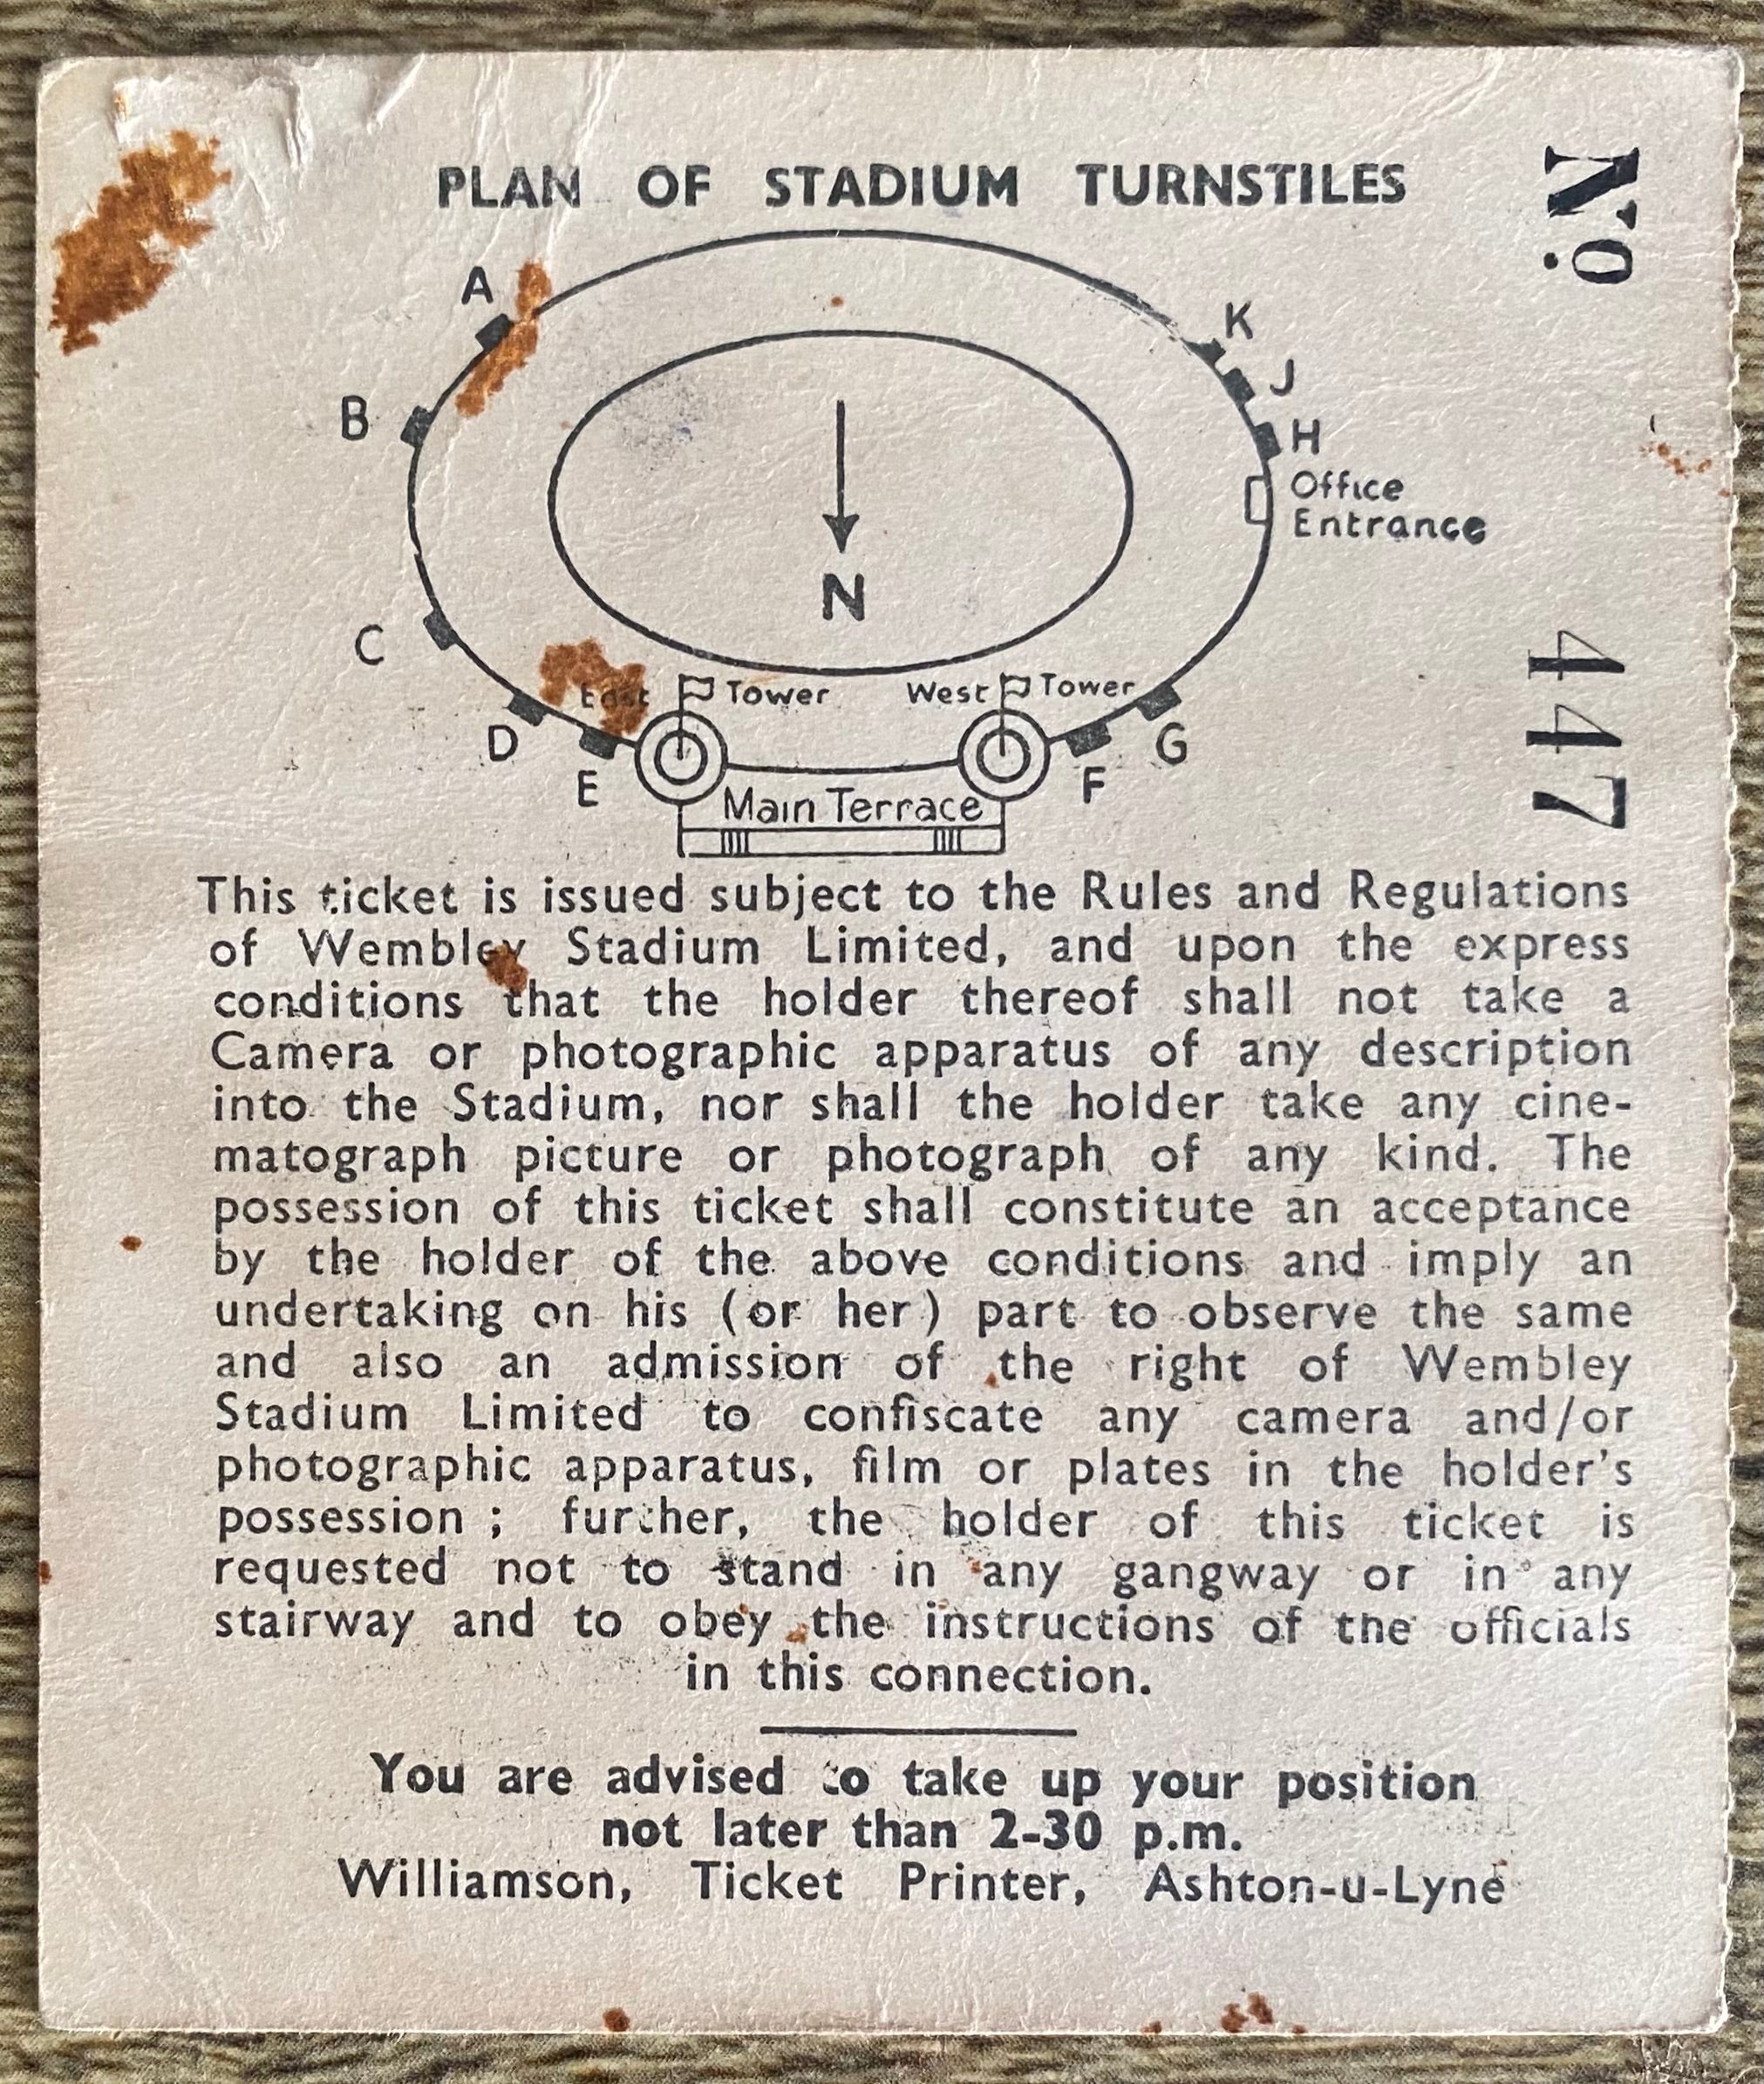 PLAN OF STADIUM TURNSTILES
Nº 447
A
K
J
B
H
Office
Entrance
N
C
East Tower
West Tower
D
G
E
F
Main Terrace
This ticket is issued subject to the Rules and Regulations
of Wembley Stadium Limited, and upon the express
conditions that the holder thereof shall not take a
Camera or photographic apparatus of any description
into the Stadium, nor shall the holder take any cine-
matograph picture or photograph of any kind. The
possession of this ticket shall constitute an acceptance
by the holder of the above conditions and imply an
undertaking on his (or her) part to observe the same
and also an admission of the right of Wembley
Stadium Limited to confiscate any camera and/or
photographic apparatus, film or plates in the holder's
possession ; further, the holder of this ticket is
requested not to stand in any gangway or in any
stairway and to obey the instructions of the officials
in this connection.
You are advised to take up your position
not later than 2-30 p.m.
Williamson, Ticket Printer, Ashton-u-Lyne